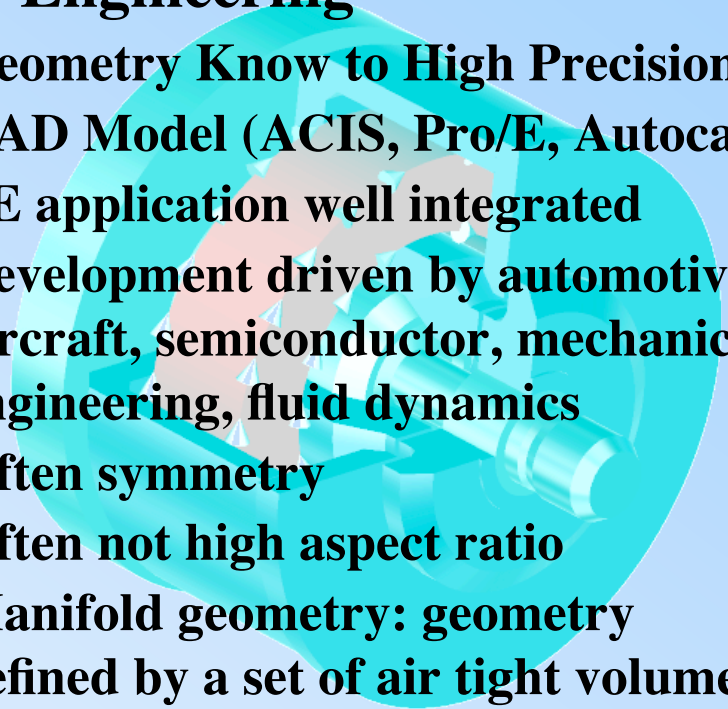 Engineering
eometry Know to High Precision
AD Model (ACIS, Pro/E, Autoca
E application well integrated
evelopment driven by automotiv
rcraft, semiconductor, mechanic
gineering, fluid dynamics
ften symmetry
ften not high aspect ratio
anifold geometry: geometry
efined by a set of air tight volume